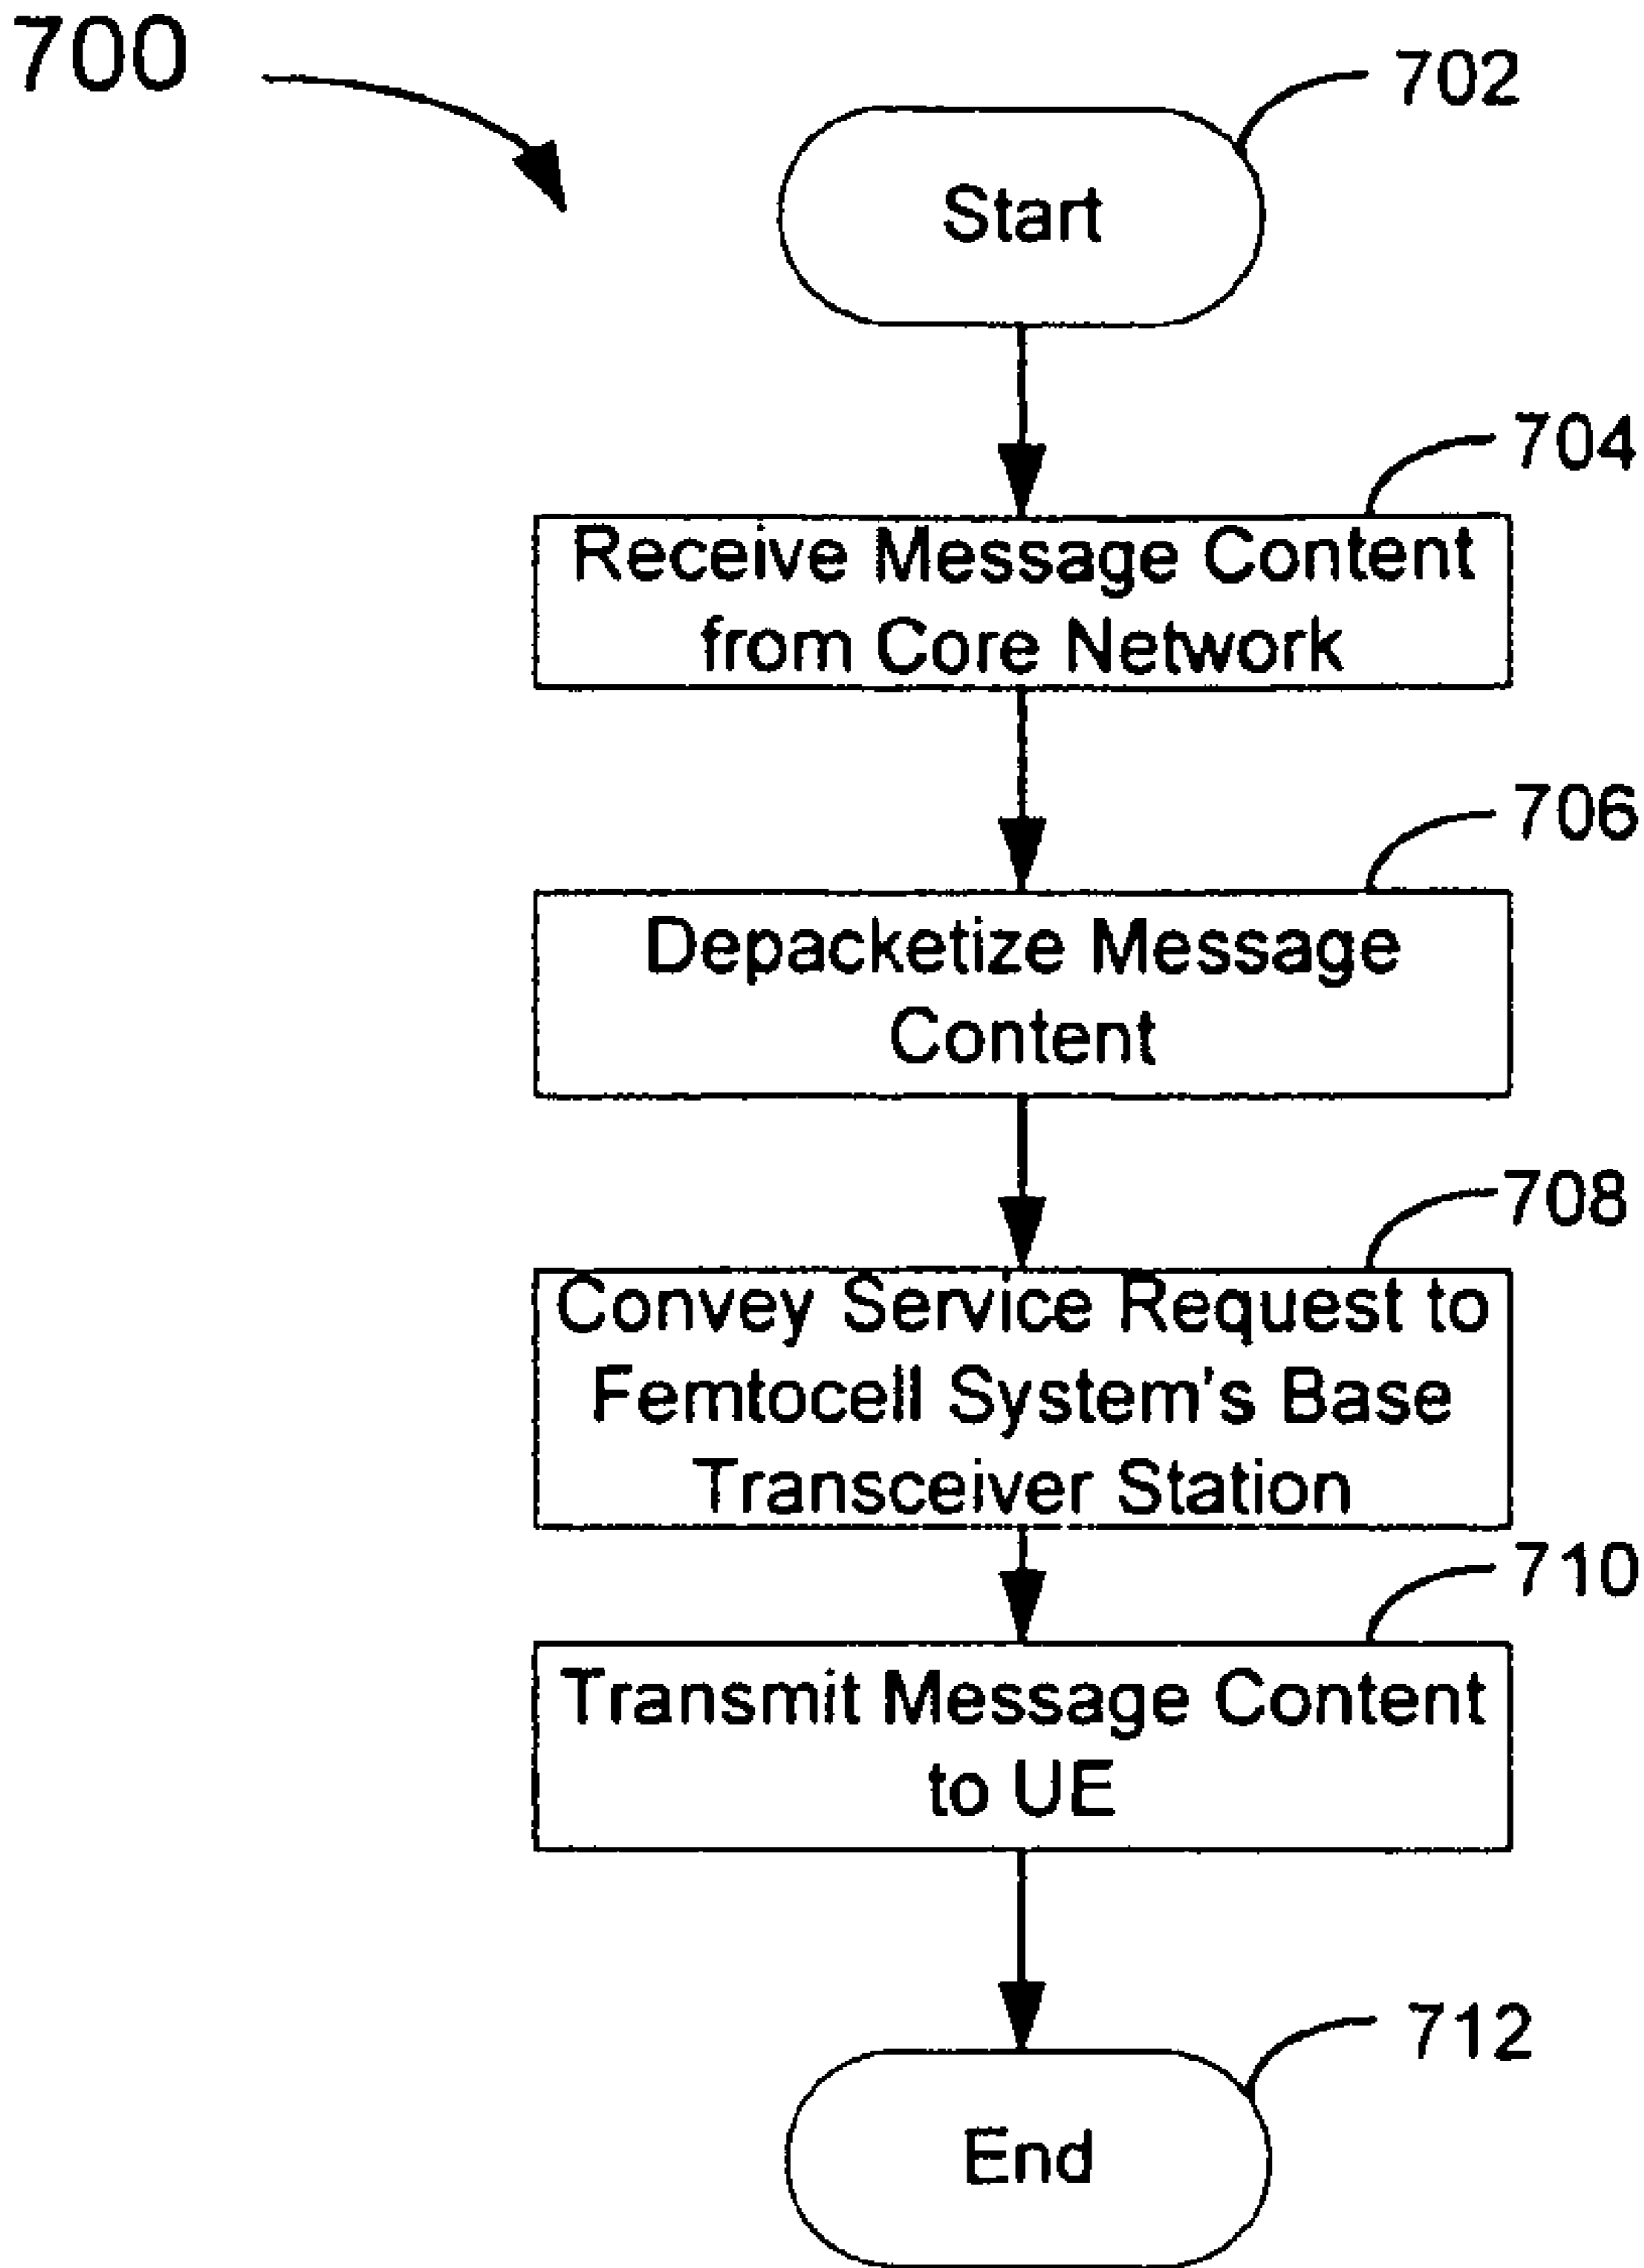 700
702
Start
704
Receive Message Content
from Core Network
706
Depacketize Message
Content
708
Convey Service Request to
Femtocell System's Base
Transceiver Station
710
Transmit Message Content
to UE
712
End